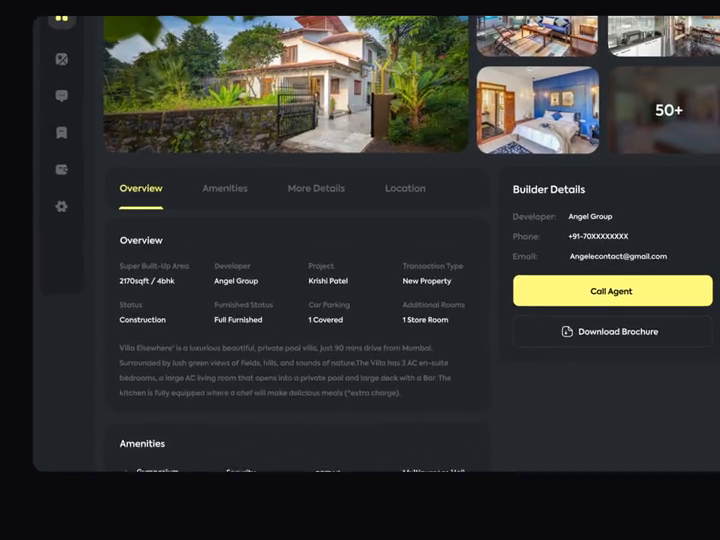 50+
Overview Amenities More Details Location
Overview
Super Built-Up Area Developer Project Transaction Type
2170sqft / 4bhk Angel Group Krishi Patel New Property
Status Furnished Status Car Parking Additional Rooms
Construction Full Furnished 1 Covered 1 Store Room
Villa Elsewhere' is a luxurious beautiful, private pool villa, just 90 mins drive from Mumbai.
Surrounded by lush green views of fields, hills, and sounds of nature.The Villa has 3 AC en-suite
bedrooms, a large AC living room that opens into a private pool and large deck with a Bar. The
kitchen is fully equipped where a chef will make delicious meals (*extra charge).
Amenities
Gymnasium Security Multipurpose Hall
Builder Details
Developer: Angel Group
Phone: +91-70XXXXXXXX
Email: Angelecontact@gmail.com
Call Agent
Download Brochure